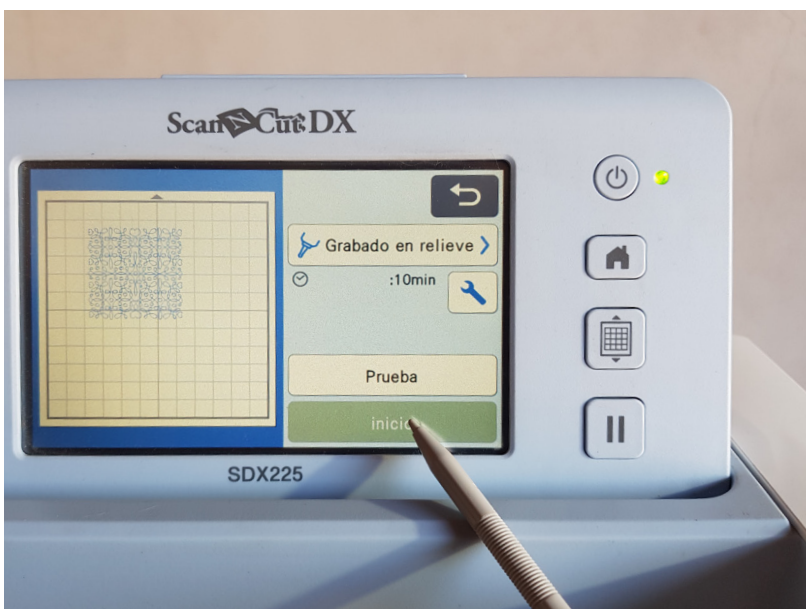 ScanNCut DX
Grabado en relieve
:10min
Prueba
inicio
SDX225